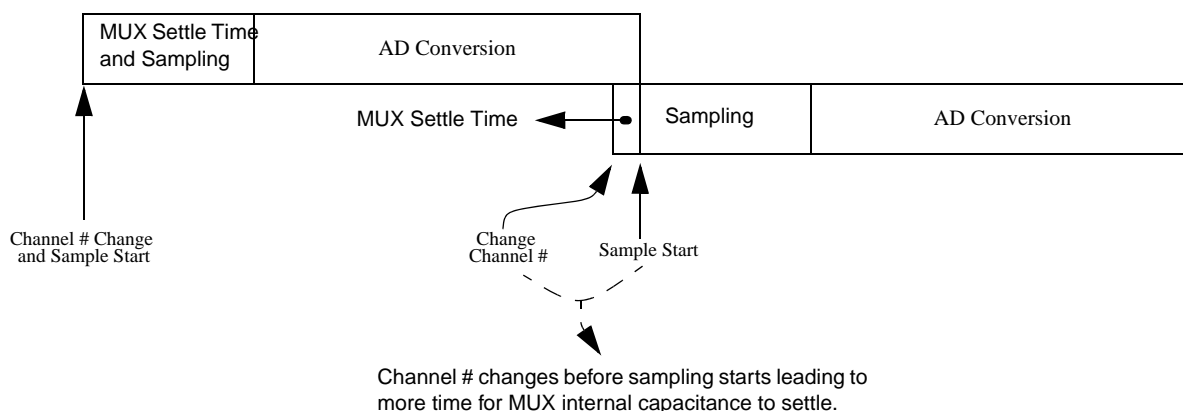 MUX Settle Time
and Sampling
AD Conversion
MUX Settle Time
Sampling
AD Conversion
Channel # Change
and Sample Start
Change
Channel #
Sample Start
Channel # changes before sampling starts leading to
more time for MUX internal capacitance to settle.